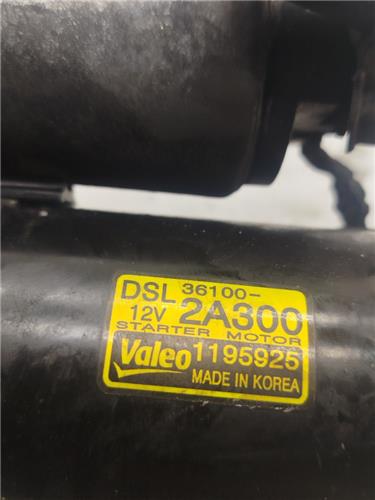 DSL 36100-
12V 2A300
STARTER MOTOR
Valeo 1195925
MADE IN KOREA